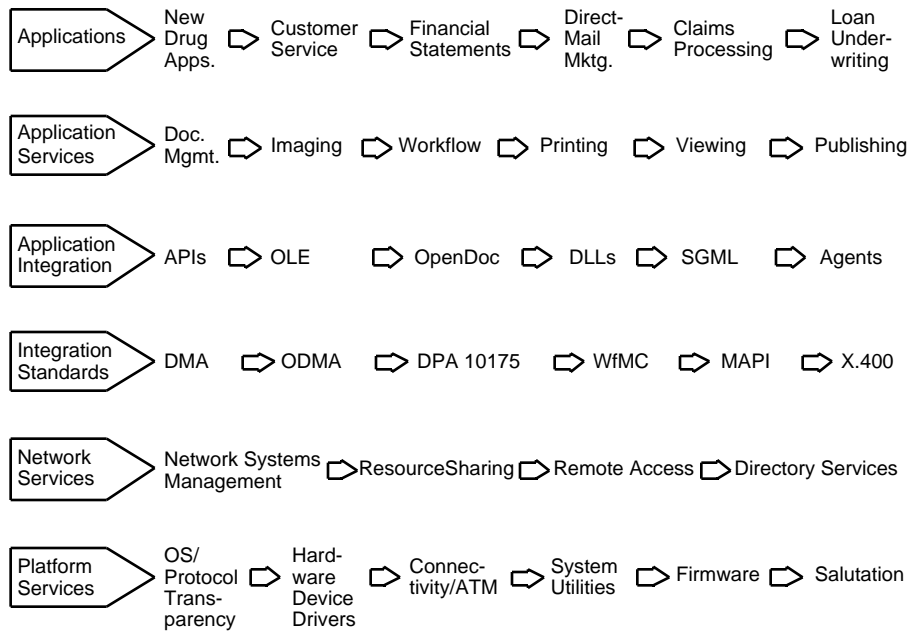 Applications
New
Drug
Apps.
Customer
Service
Financial
Statements
Direct-
Mail
Mktg.
Claims
Processing
Loan
Under-
writing
Application
Services
Doc.
Mgmt.
Imaging
Workflow
Printing
Viewing
Publishing
Application
Integration
APIs
OLE
OpenDoc
DLLs
SGML
Agents
Integration
Standards
DMA
ODMA
DPA 10175
WfMC
MAPI
X.400
Network
Services
Network Systems
Management
ResourceSharing
Remote Access
Directory Services
Platform
Services
OS/
Protocol
Trans-
parency
Hard-
ware
Device
Drivers
Connec-
tivity/ATM
System
Utilities
Firmware
Salutation